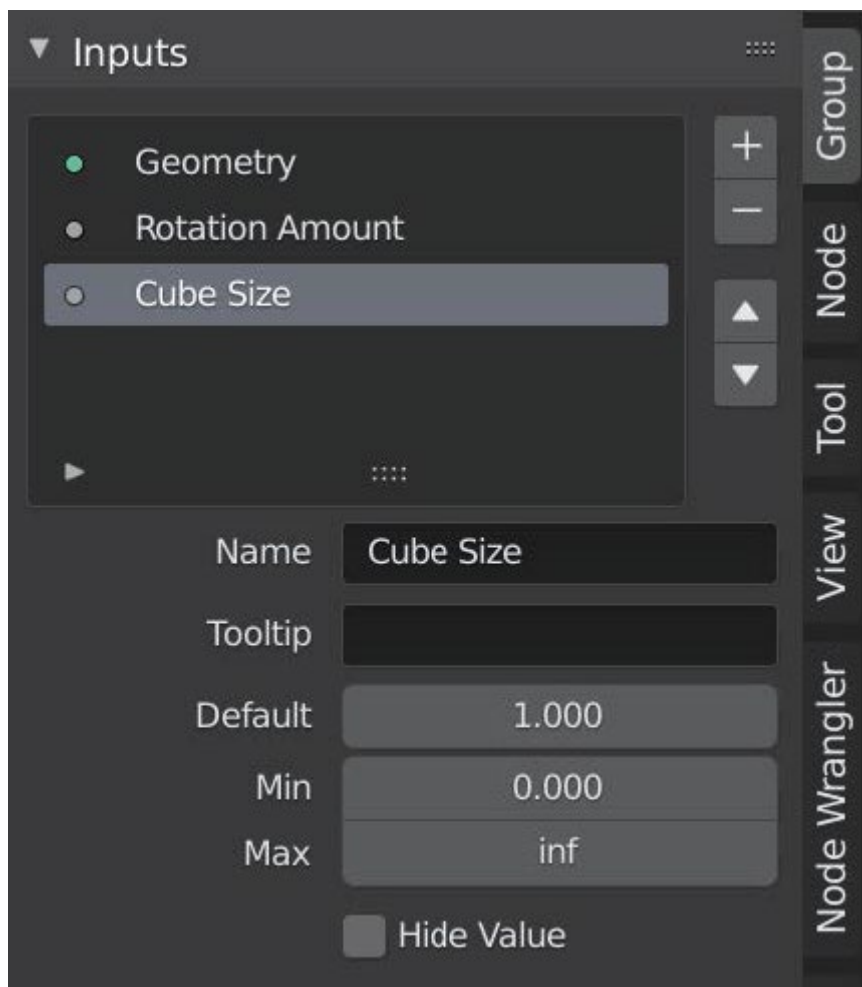 Inputs
Geometry
Rotation Amount
Cube Size
Name Cube Size
Tooltip
Default 1.000
Min 0.000
Max inf
Hide Value
Group
Node
Tool
View
Node Wrangler